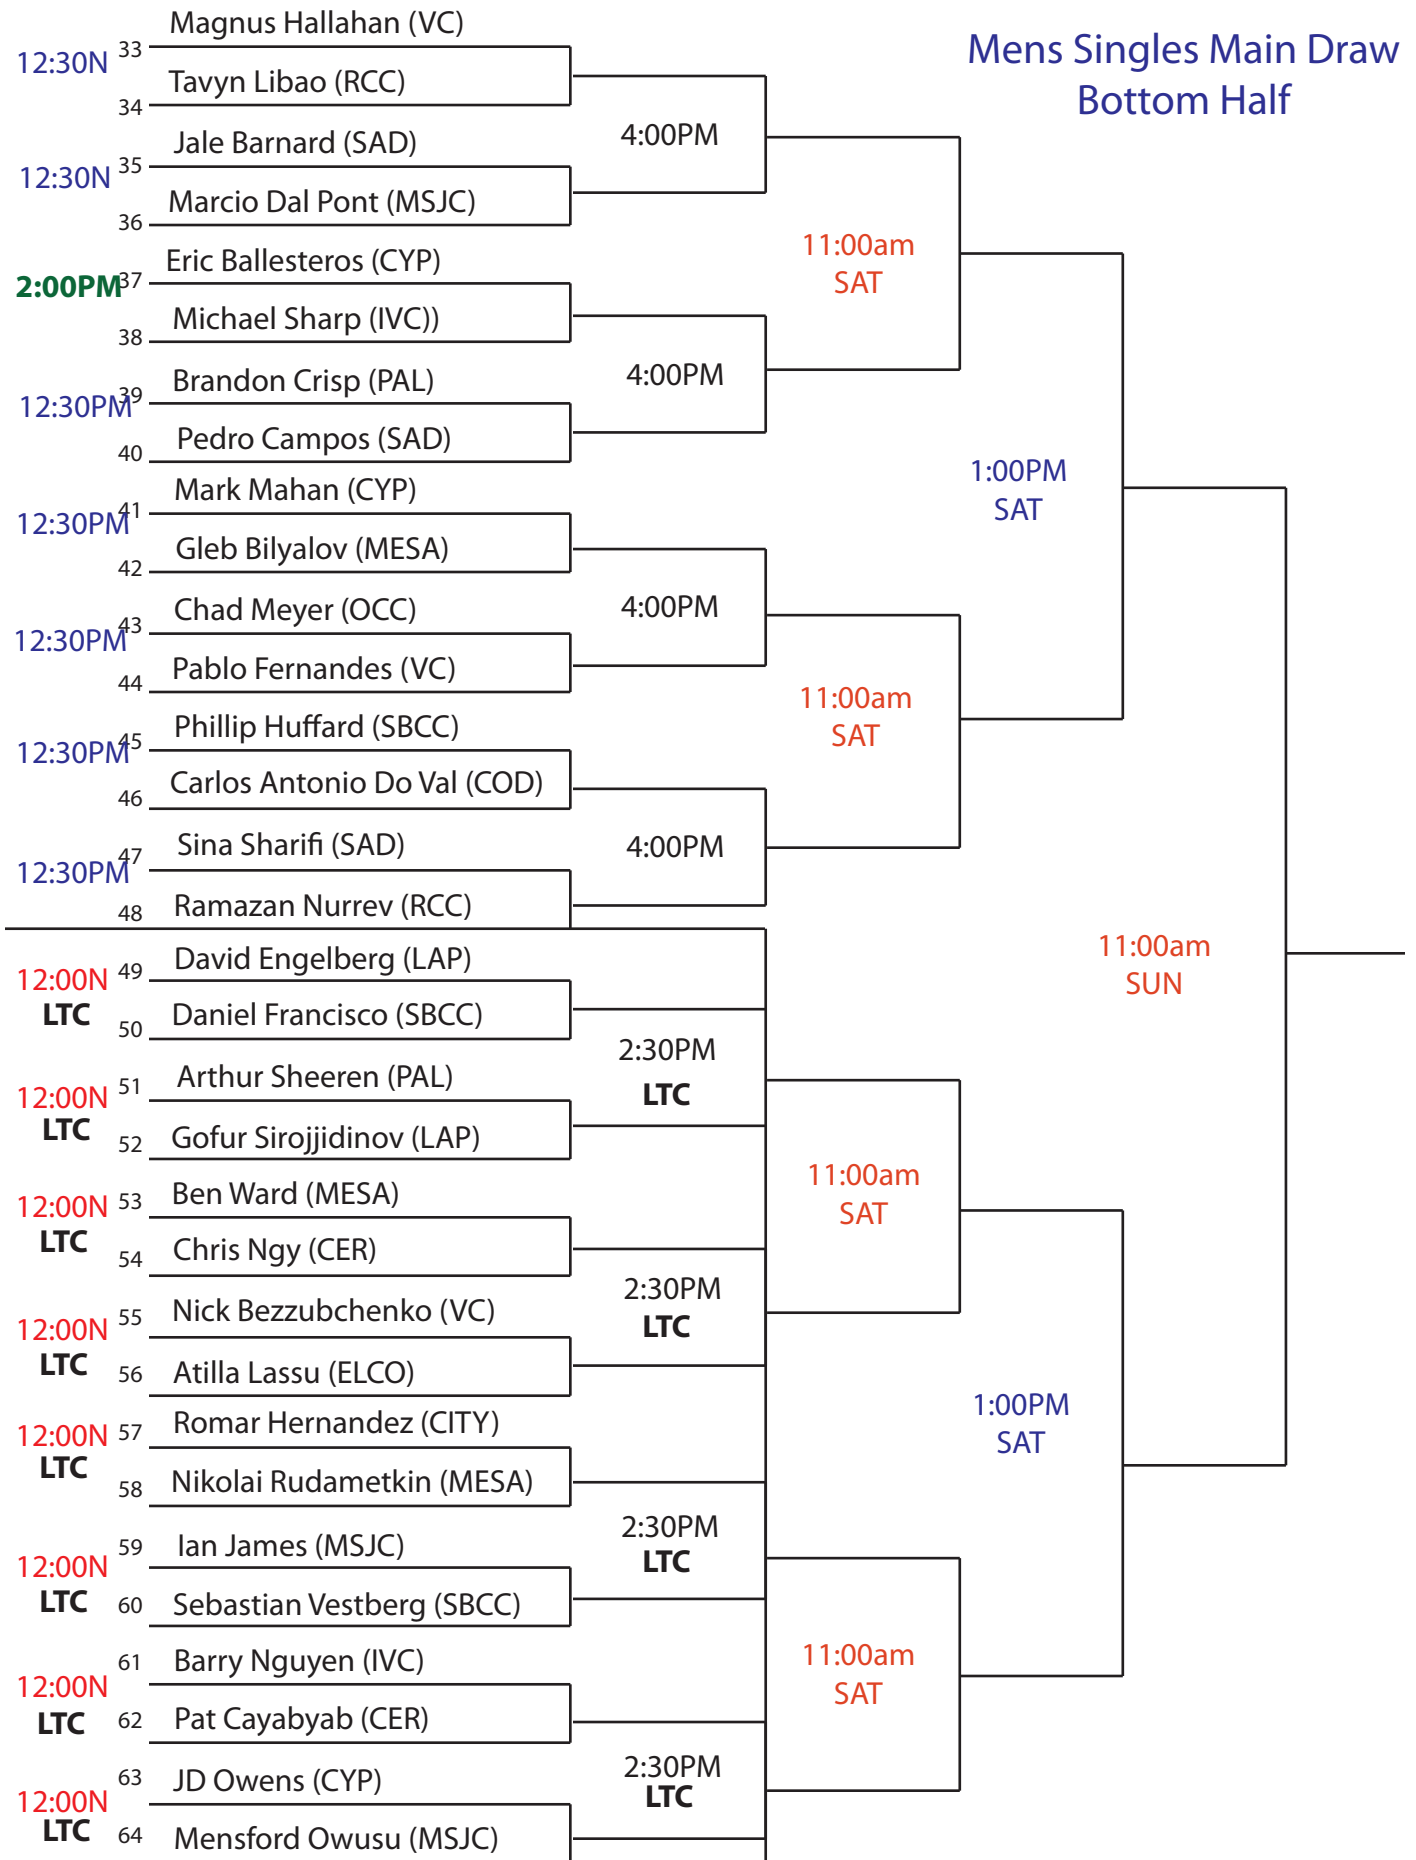 Mens Singles Main Draw
Bottom Half
Magnus Hallahan (VC)
12:30N 33
Tavyn Libao (RCC)
34
4:00PM
Jale Barnard (SAD)
12:30N 35
Marcio Dal Pont (MSJC)
36
11:00am
SAT
Eric Ballesteros (CYP)
2:00PM 37
Michael Sharp (IVC))
38
4:00PM
Brandon Crisp (PAL)
12:30PM 39
Pedro Campos (SAD)
40
1:00PM
SAT
Mark Mahan (CYP)
12:30PM 41
Gleb Bilyalov (MESA)
42
4:00PM
Chad Meyer (OCC)
12:30PM 43
Pablo Fernandes (VC)
44
11:00am
SAT
Phillip Huffard (SBCC)
12:30PM 45
Carlos Antonio Do Val (COD)
46
4:00PM
Sina Sharifi (SAD)
12:30PM 47
Ramazan Nurrev (RCC)
48
11:00am
SUN
David Engelberg (LAP)
12:00N 49
LTC
Daniel Francisco (SBCC)
50
2:30PM
LTC
Arthur Sheeren (PAL)
12:00N 51
LTC
Gofur Sirojjidinov (LAP)
52
11:00am
SAT
Ben Ward (MESA)
12:00N 53
LTC
Chris Ngy (CER)
54
2:30PM
LTC
Nick Bezzubchenko (VC)
12:00N 55
LTC
Atilla Lassu (ELCO)
56
1:00PM
SAT
Romar Hernandez (CITY)
12:00N 57
LTC
Nikolai Rudametkin (MESA)
58
2:30PM
LTC
Ian James (MSJC)
12:00N 59
LTC
Sebastian Vestberg (SBCC)
60
11:00am
SAT
Barry Nguyen (IVC)
12:00N 61
LTC
Pat Cayabyab (CER)
62
2:30PM
LTC
JD Owens (CYP)
12:00N 63
LTC
Mensford Owusu (MSJC)
64